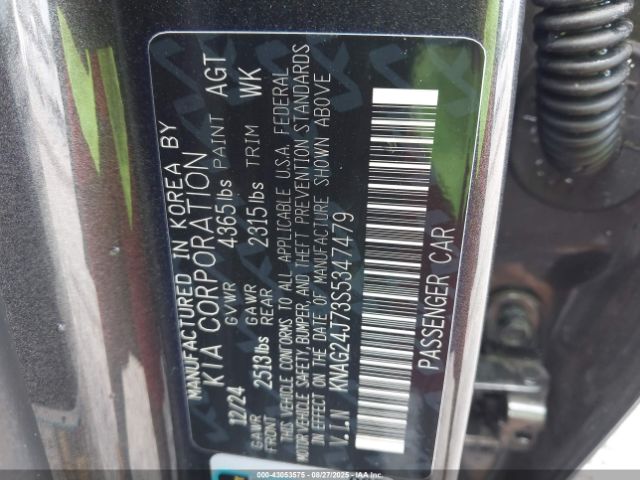 MANUFACTURED IN KOREA BY
KIA CORPORATION
12/24 GVWR 4365lbs PAINT AGT
GAWR FRONT 2513lbs GAWR REAR 2315lbs TRIM WK
THIS VEHICLE CONFORMS TO ALL APPLICABLE U.S.A. FEDERAL
MOTOR VEHICLE SAFETY, BUMPER, AND THEFT PREVENTION STANDARDS
IN EFFECT ON THE DATE OF MANUFACTURE SHOWN ABOVE
V.I.N KNAG24J73S5347479
PASSENGER CAR
000-43053575 - 08/27/2025 - IAAI.com